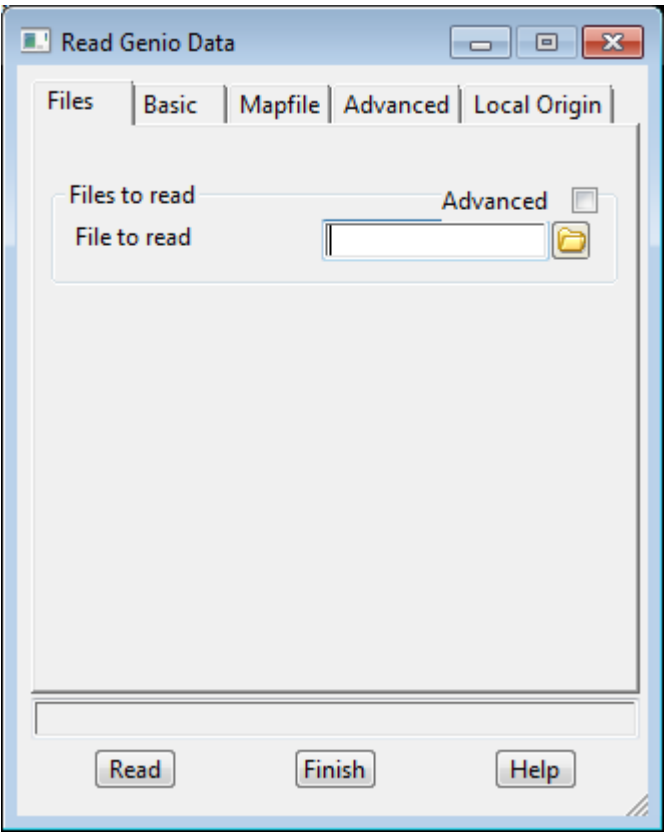 Read Genio Data
Files Basic Mapfile Advanced Local Origin
Files to read Advanced
File to read
Read Finish Help